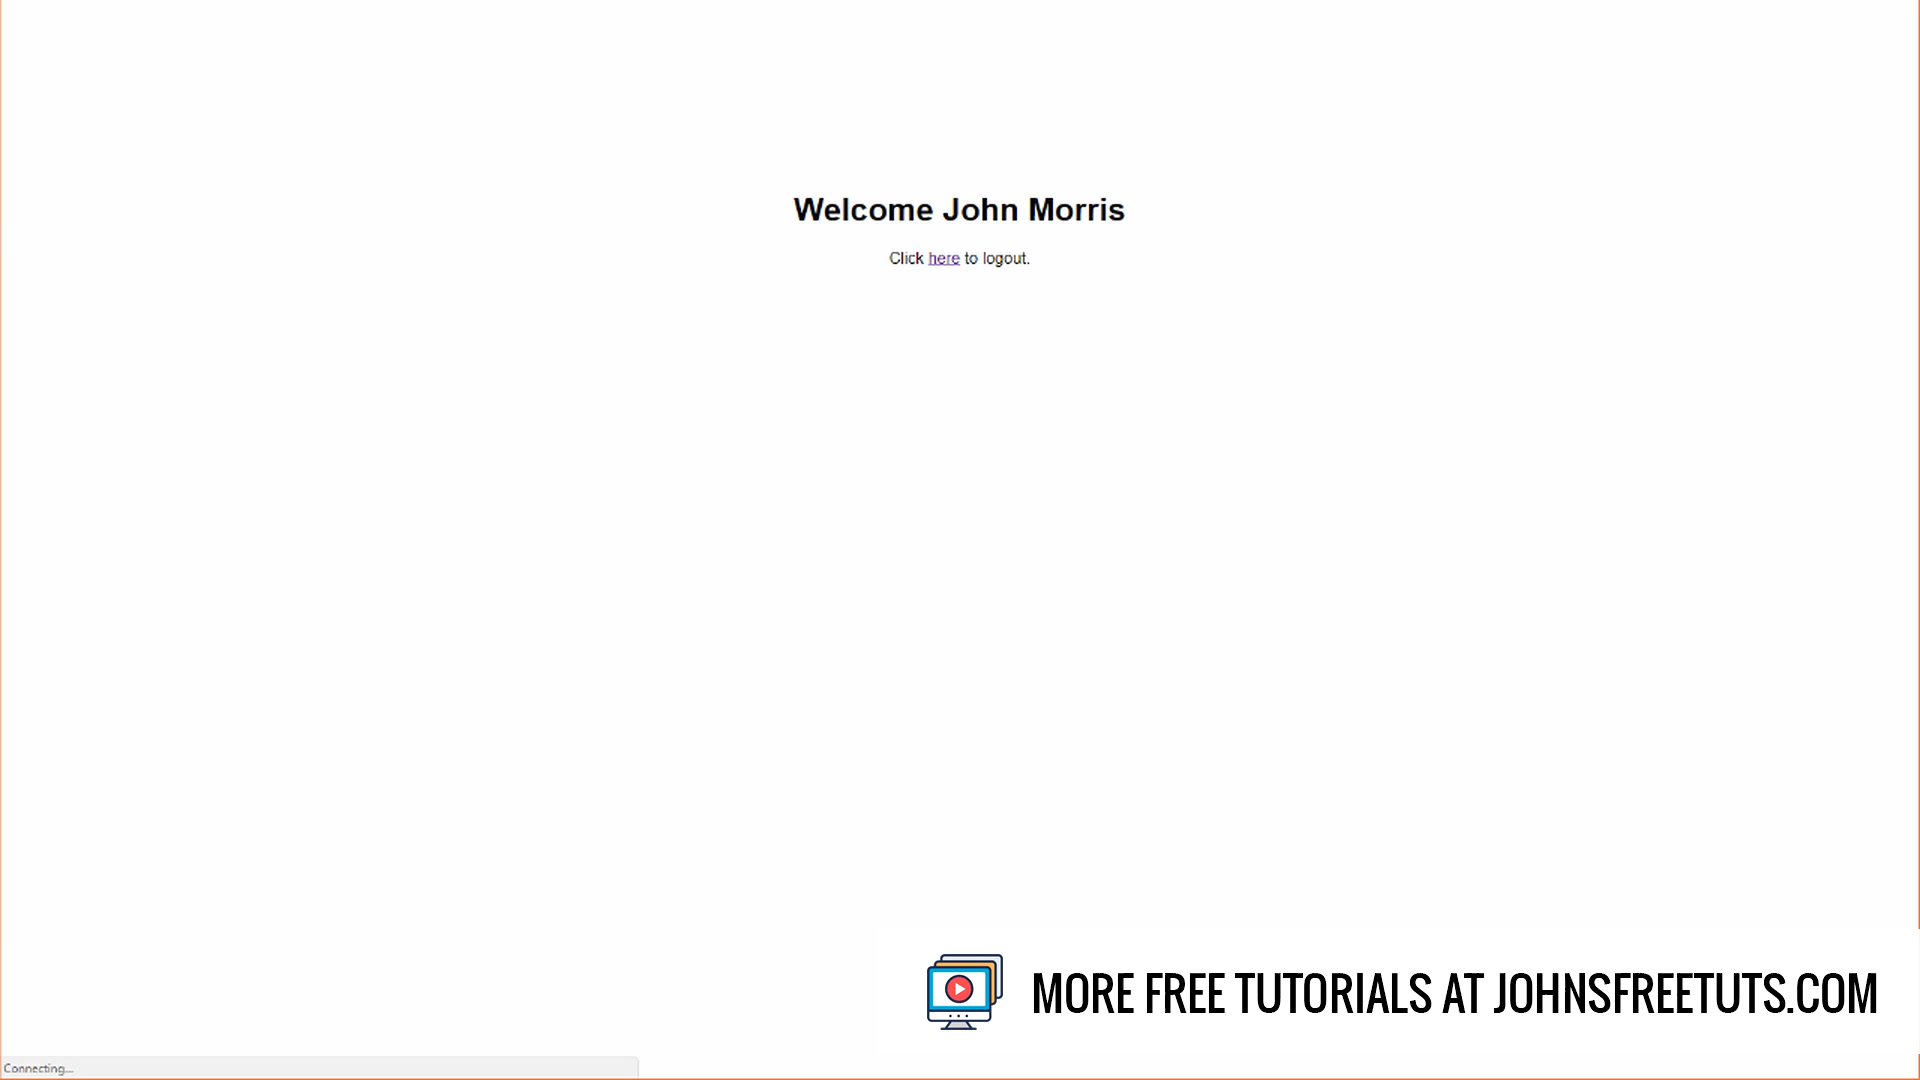 Welcome John Morris
Click here to logout.
MORE FREE TUTORIALS AT JOHNSFREETUTS.COM
Connecting...